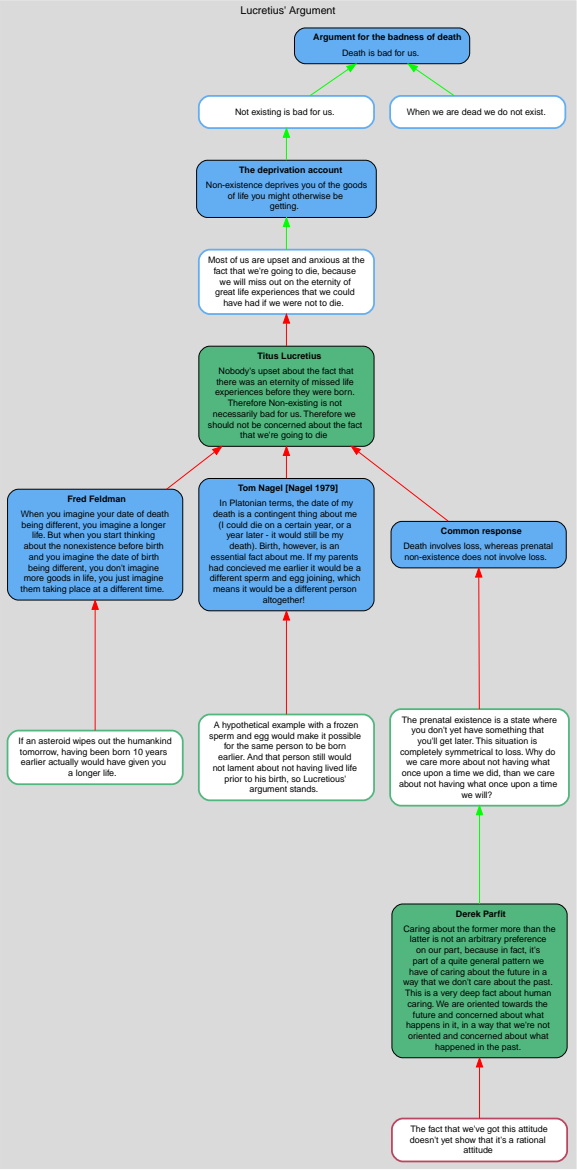 Lucretius' Argument
Argument for the badness of death
Death is bad for us.
Not existing is bad for us.
When we are dead we do not exist.
The deprivation account
Non-existence deprives you of the goods
of life you might otherwise be
getting.
Most of us are upset and anxious at the
fact that we're going to die, because
we will miss out on the eternity of
great life experiences that we could
have had if we were not to die.
Titus Lucretius
Nobody's upset about the fact that
there was an eternity of missed life
experiences before they were born.
Therefore Non-existing is not
necessarily bad for us. Therefore we
should not be concerned about the fact
that we're going to die
Fred Feldman
When you imagine your date of death
being different, you imagine a longer
life. But when you start thinking
about the nonexistence before birth
and you imagine the date of birth
being different, you don't imagine
more goods in life, you just imagine
them taking place at a different time.
Tom Nagel [Nagel 1979]
In Platonian terms, the date of my
death is a contingent thing about me
(I could die on a certain year, or a
year later - it would still be my
death). Birth, however, is an
essential fact about me. If my parents
had concieved me earlier it would be a
different sperm and egg joining, which
means it would be a different person
altogether!
Common response
Death involves loss, whereas prenatal
non-existence does not involve loss.
If an asteroid wipes out the humankind
tomorrow, having been born 10 years
earlier actually would have given you
a longer life.
A hypothetical example with a frozen
sperm and egg would make it possible
for the same person to be born
earlier. And that person still would
not lament about not having lived life
prior to his birth, so Lucretious'
argument stands.
The prenatal existence is a state where
you don't yet have something that
you'll get later. This situation is
completely symmetrical to loss. Why do
we care more about not having what
once upon a time we did, than we care
about not having what once upon a time
we will?
Derek Parfit
Caring about the former more than the
latter is not an arbitrary preference
on our part, because in fact, it's
part of a quite general pattern we
have of caring about the future in a
way that we don't care about the past.
This is a very deep fact about human
caring. We are oriented towards the
future and concerned about what
happens in it, in a way that we're not
oriented and concerned about what
happened in the past.
The fact that we've got this attitude
doesn't yet show that it's a rational
attitude